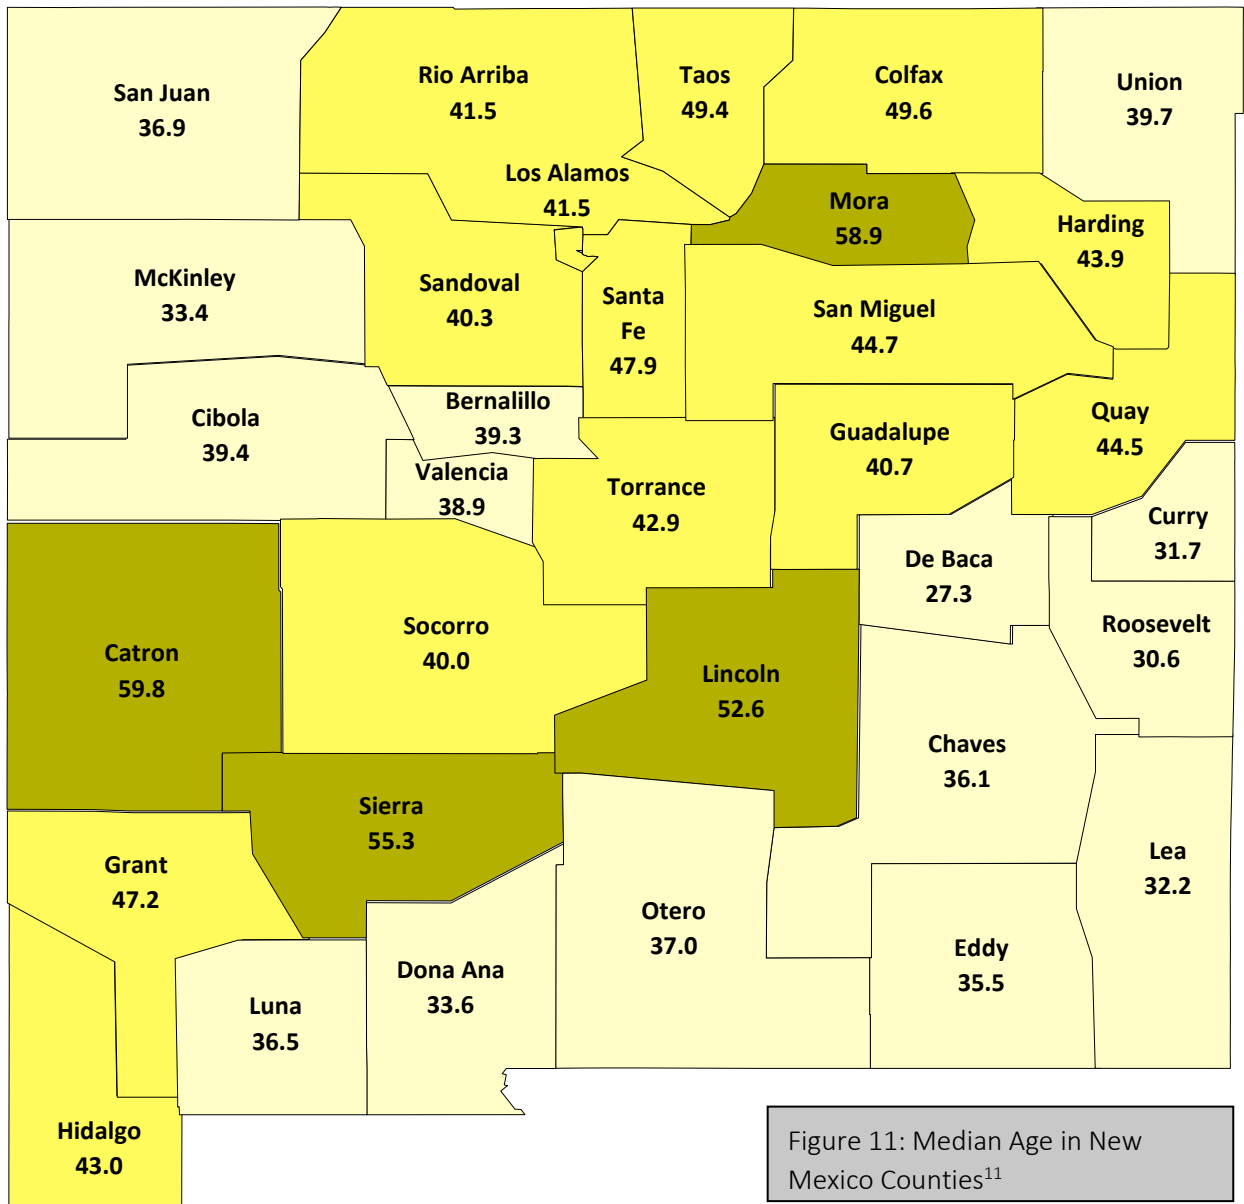 San Juan
36.9
Rio Arriba
41.5
Taos
49.4
Colfax
49.6
Union
39.7
Los Alamos
41.5
Mora
58.9
Harding
43.9
McKinley
33.4
Sandoval
40.3
Santa
Fe
47.9
San Miguel
44.7
Cibola
39.4
Bernalillo
39.3
Guadalupe
40.7
Quay
44.5
Valencia
38.9
Torrance
42.9
Curry
31.7
De Baca
27.3
Catron
59.8
Socorro
40.0
Lincoln
52.6
Roosevelt
30.6
Chaves
36.1
Sierra
55.3
Grant
47.2
Lea
32.2
Otero
37.0
Eddy
35.5
Dona Ana
33.6
Luna
36.5
Hidalgo
43.0
Figure 11: Median Age in New
Mexico Counties¹¹